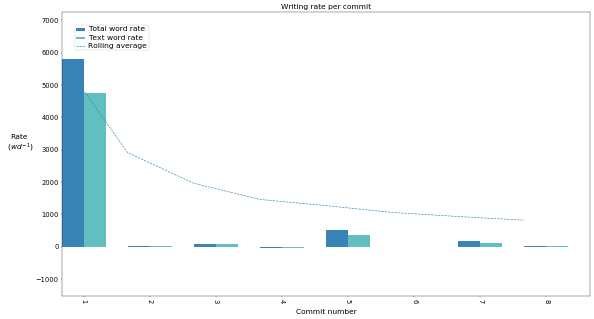 Writing rate per commit
7000
6000
5000
4000
3000
2000
1000
0
−1000
Rate
(wd⁻¹)
Total word rate
Text word rate
Rolling average
1 2 3 4 5 6 7 8
Commit number